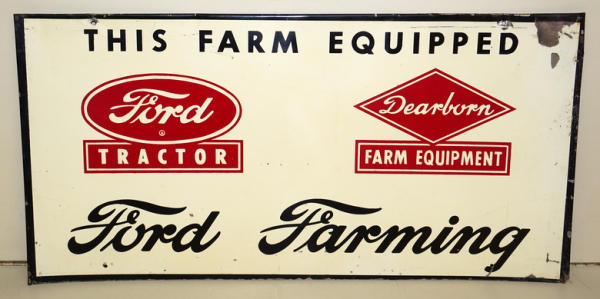 THIS FARM EQUIPPED
Ford
TRACTOR
Dearborn
FARM EQUIPMENT
Ford Farming